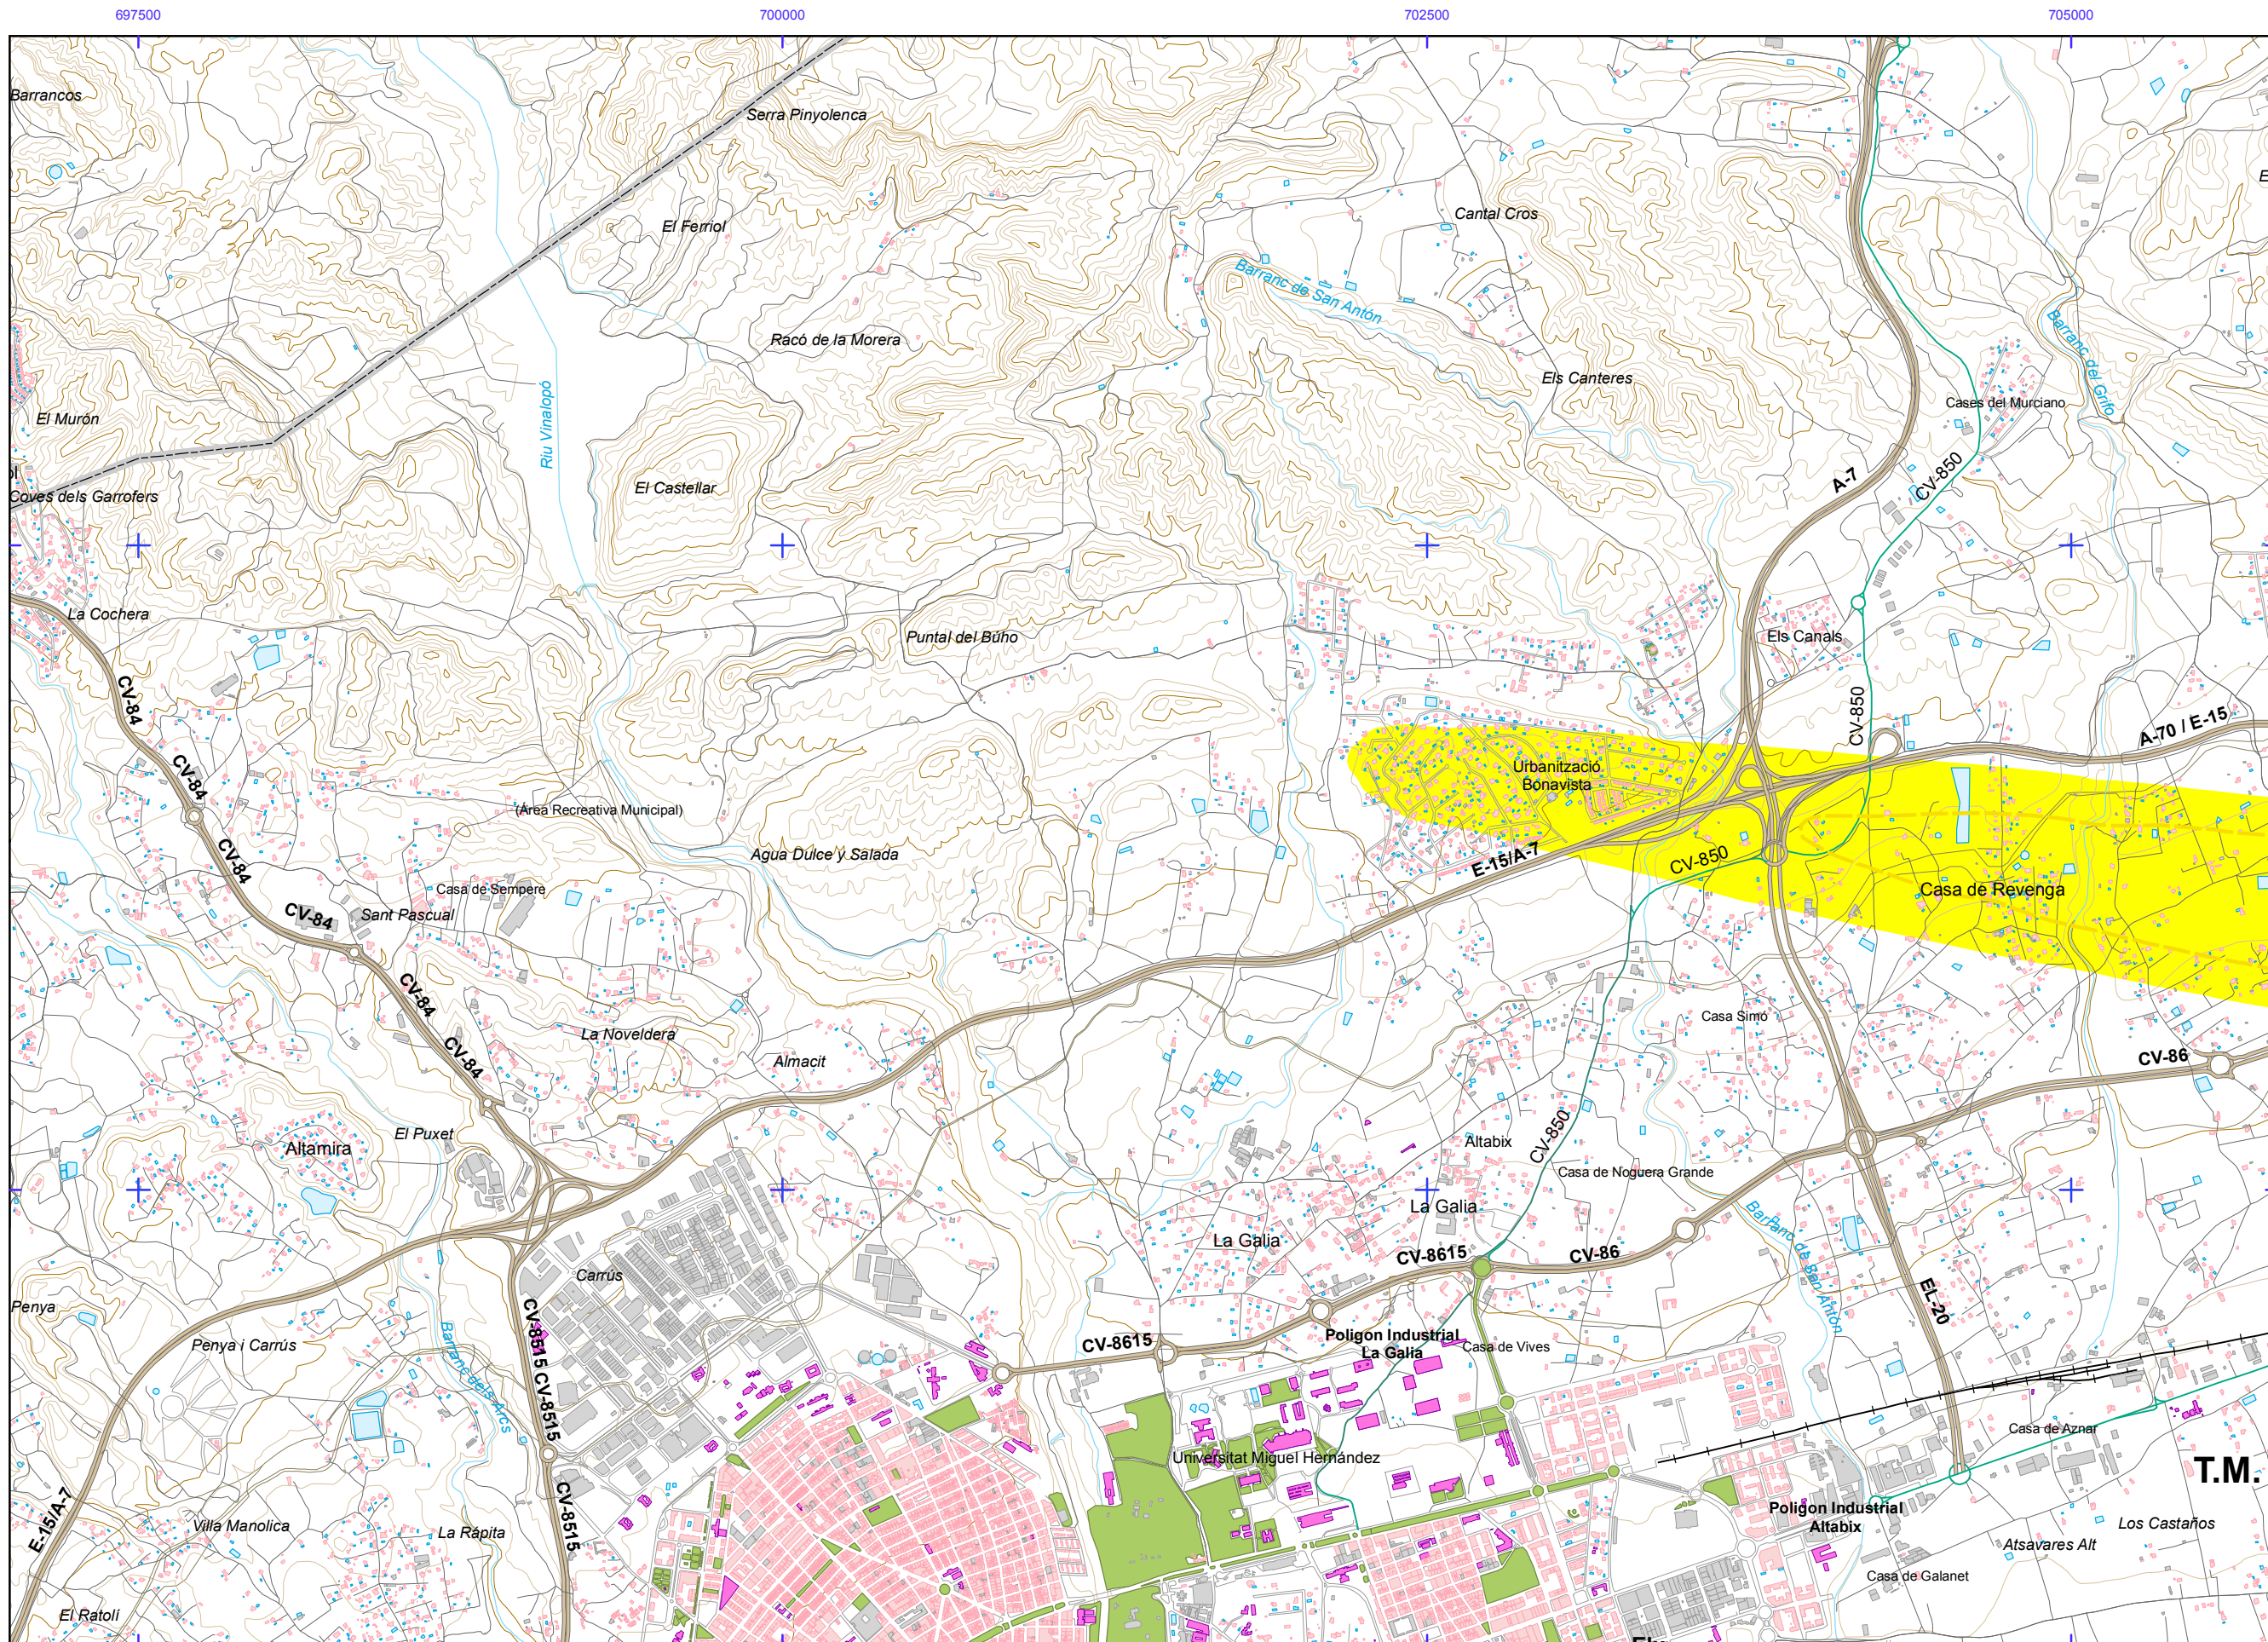 697500
700000
702500
705000
Barrancos
Serra Pinyolenca
El Ferriol
Cantal Cros
Barranc de San Antón
Racó de la Morera
Els Canteres
Barranc del Grifo
Cases del Murciano
El Murón
Riu Vinalopó
El Castellar
A-7
CV-850
Coves dels Garrofers
La Cochera
Puntal del Búho
Els Canals
CV-84
CV-850
A-70 / E-15
CV-84
Urbanització
Bonavista
(Área Recreativa Municipal)
CV-84
Agua Dulce y Salada
E-15/A-7
CV-850
Casa de Revenga
Casa de Sempere
CV-84
Sant Pascual
CV-84
La Noveldera
Casa Simó
CV-84
Almacit
CV-86
El Puxet
Altamira
Altabix
CV-850
Casa de Noguera Grande
La Galia
La Galia
Barranc de San Antón
CV-8615
CV-86
Carrús
Penya
EL-20
CV-8515
Barranc dels Arcs
Penya i Carrús
CV-8615
Poligon Industrial
La Galia
Casa de Vives
CV-8515
Casa de Aznar
Universitat Miguel Hernández
T.M.
E-15/A-7
Villa Manolica
La Rápita
CV-8515
Poligon Industrial
Altabix
Los Castaños
Atsavares Alt
Casa de Galanet
El Ratolí